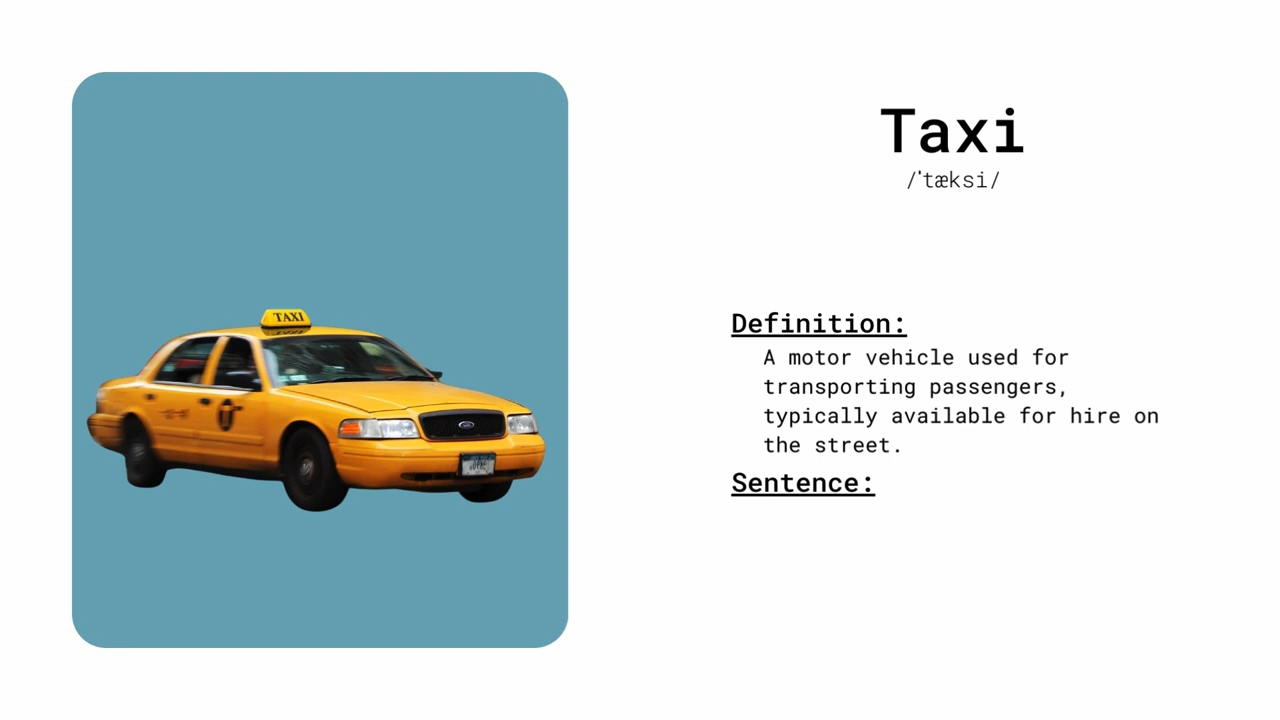 Taxi
/ˈtæksi/
TAXI
Definition:
A motor vehicle used for
transporting passengers,
typically available for hire on
the street.
Sentence: